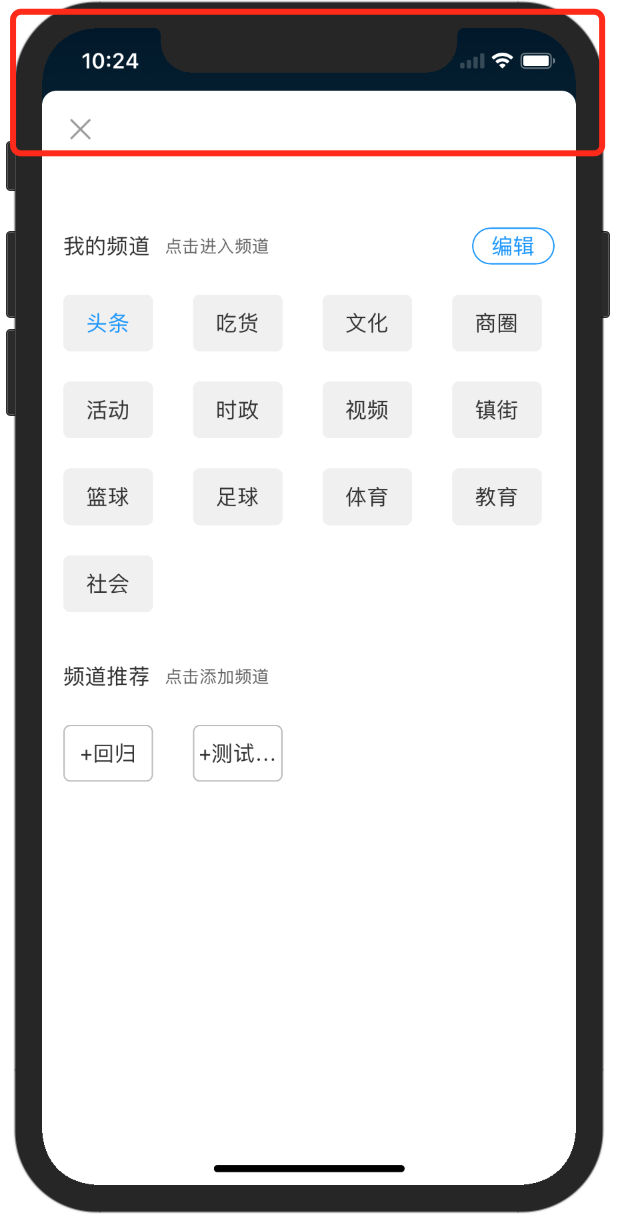 10:24
我的频道 点击进入频道 编辑
头条 吃货 文化 商圈
活动 时政 视频 镇街
篮球 足球 体育 教育
社会
频道推荐 点击添加频道
+回归 +测试...